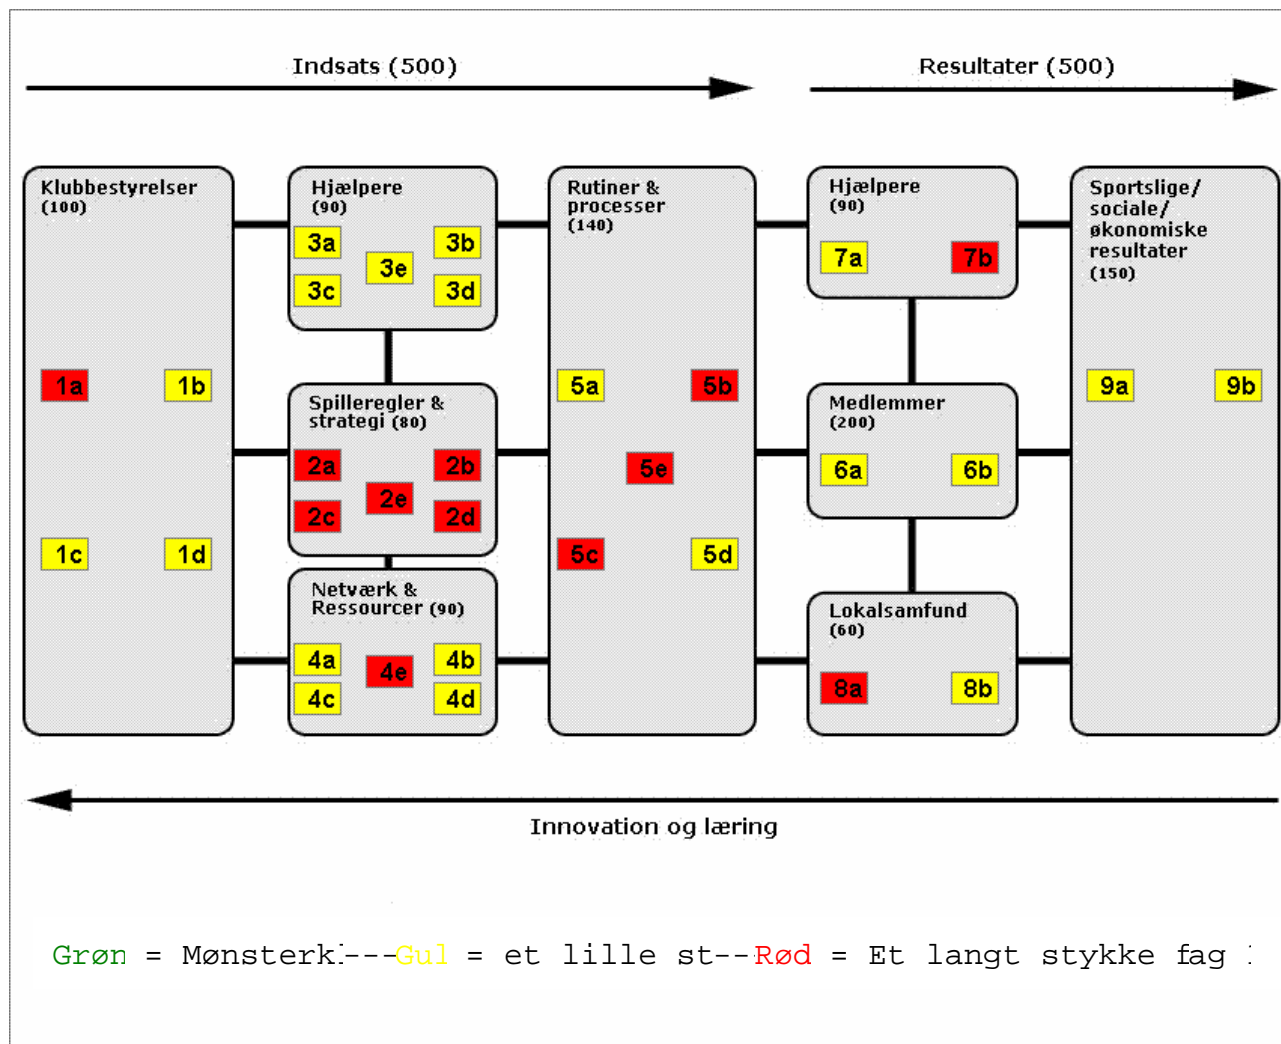 Indsats (500)
Resultater (500)
Klubbestyrelser
(100)
1a 1b
1c 1d
Hjælpere
(90)
3a 3b
3e
3c 3d
Spilleregler &
strategi (80)
2a 2b
2e
2c 2d
Netværk &
Ressourcer (90)
4a 4b
4e
4c 4d
Rutiner &
processer
(140)
5a 5b
5e
5c 5d
Hjælpere
(90)
7a 7b
Medlemmer
(200)
6a 6b
Lokalsamfund
(60)
8a 8b
Sportslige/
sociale/
økonomiske
resultater
(150)
9a 9b
Innovation og læring
Grøn = Mønsterk---Gul = et lille st--Rød = Et langt stykke fag